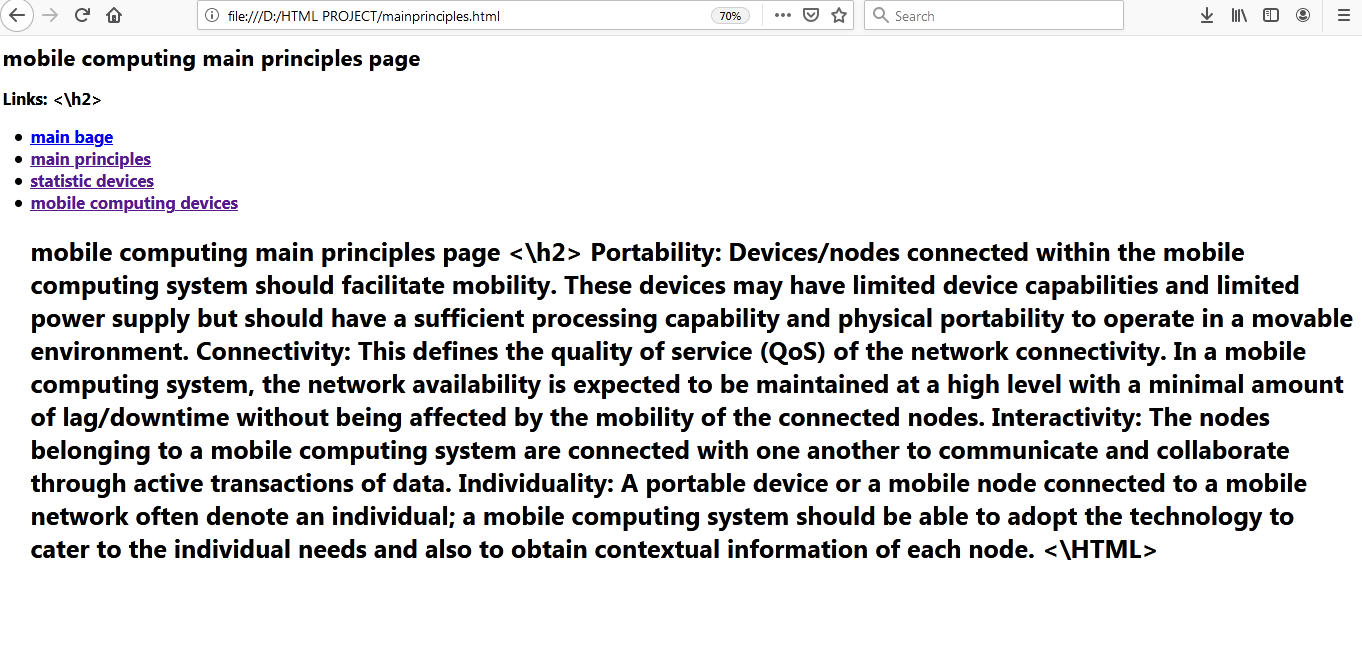 file:///D:/HTML PROJECT/mainprinciples.html
70%
Search
mobile computing main principles page
Links: <\h2>
main bage
main principles
statistic devices
mobile computing devices
mobile computing main principles page <\h2> Portability: Devices/nodes connected within the mobile
computing system should facilitate mobility. These devices may have limited device capabilities and limited
power supply but should have a sufficient processing capability and physical portability to operate in a movable
environment. Connectivity: This defines the quality of service (QoS) of the network connectivity. In a mobile
computing system, the network availability is expected to be maintained at a high level with a minimal amount
of lag/downtime without being affected by the mobility of the connected nodes. Interactivity: The nodes
belonging to a mobile computing system are connected with one another to communicate and collaborate
through active transactions of data. Individuality: A portable device or a mobile node connected to a mobile
network often denote an individual; a mobile computing system should be able to adopt the technology to
cater to the individual needs and also to obtain contextual information of each node. <\HTML>